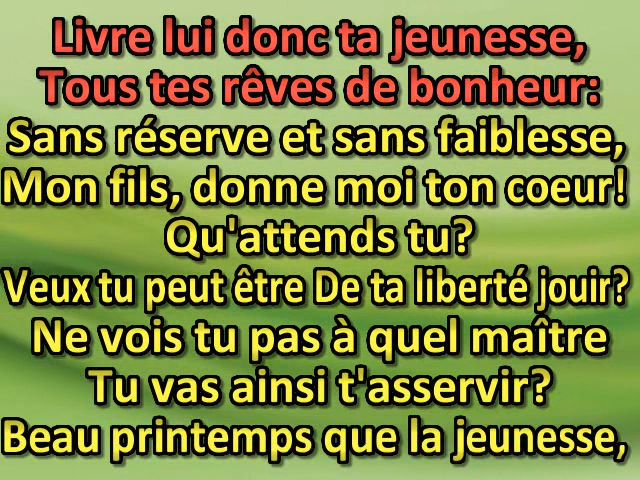 Livre lui donc ta jeunesse,
Tous tes rêves de bonheur:
Sans réserve et sans faiblesse,
Mon fils, donne moi ton coeur!
Qu'attends tu?
Veux tu peut être De ta liberté jouir?
Ne vois tu pas à quel maître
Tu vas ainsi t'asservir?
Beau printemps que la jeunesse,